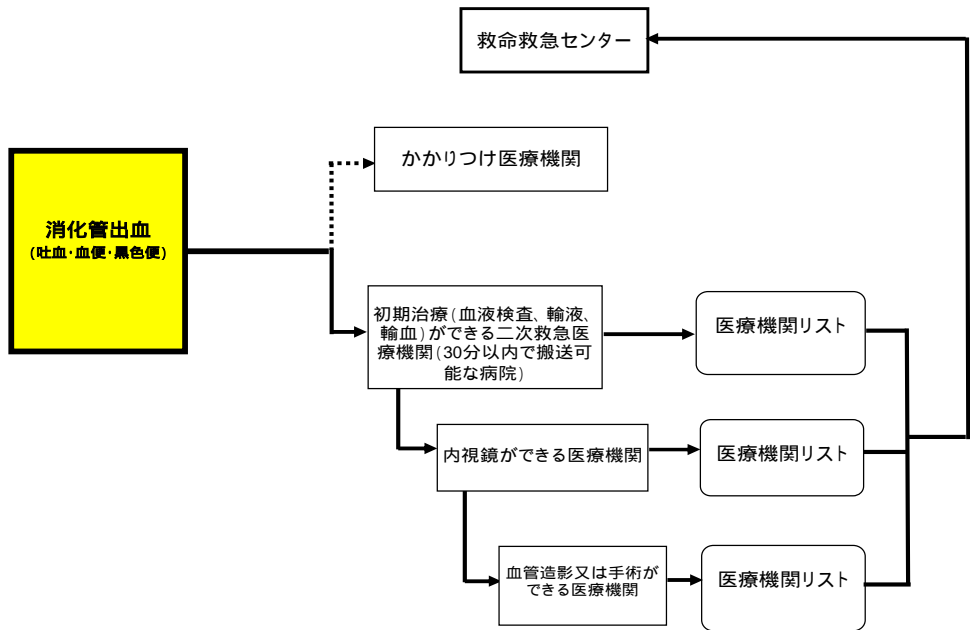 救命救急センター
かかりつけ医療機関
消化管出血
(吐血・血便・黒色便)
初期治療(血液検査、輸液、
輸血)ができる二次救急医
療機関(30分以内で搬送可
能な病院)
医療機関リスト
内視鏡ができる医療機関
医療機関リスト
血管造影又は手術が
できる医療機関
医療機関リスト